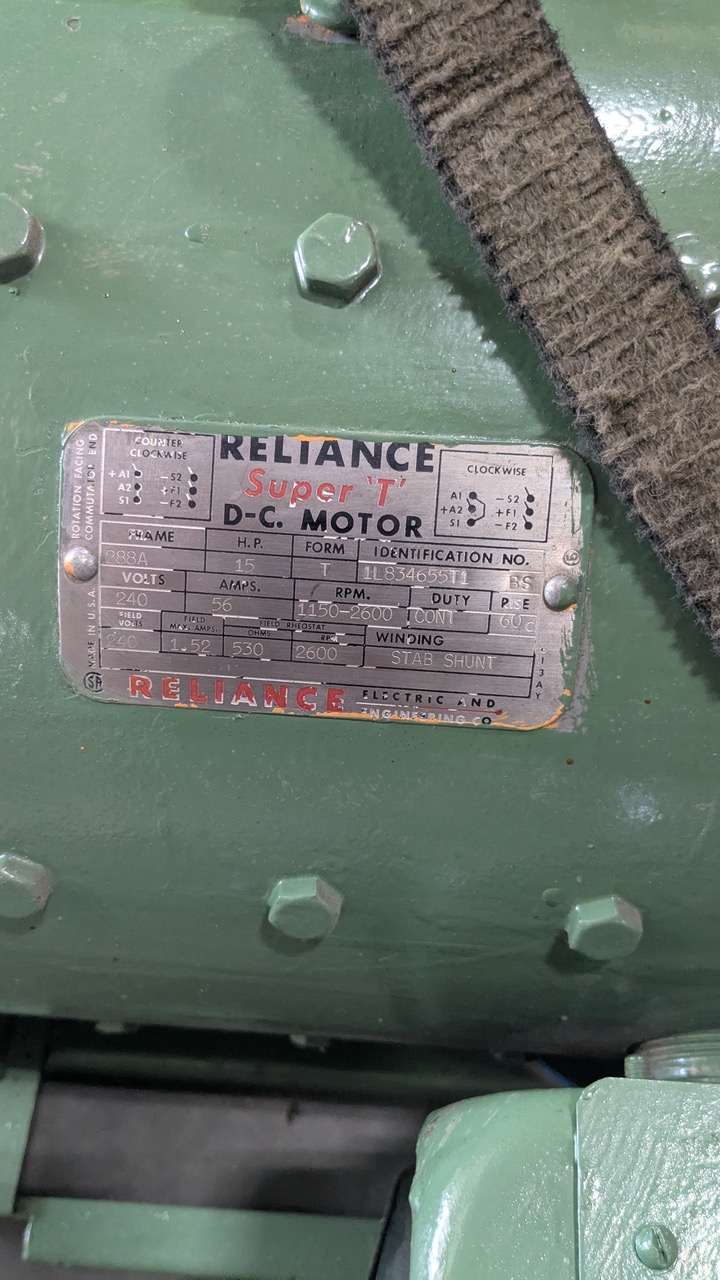 ROTATION FACING
COMMUTATOR END
COUNTER
CLOCKWISE
+A1 -S2
A2 +F1
S1 -F2
RELIANCE
Super 'T'
D-C. MOTOR
CLOCKWISE
A1 -S2
+A2 +F1
S1 -F2
FRAME H.P. FORM IDENTIFICATION NO.
288A 15 T 1L834655T1 BS
VOLTS AMPS. RPM. DUTY RISE
240 56 1150-2600 CONT 60 C
FIELD VOLTS FIELD MAX. AMPS. FIELD RHEOSTAT OHMS RPM WINDING
240 1.52 530 2600 STAB SHUNT
MADE IN U.S.A.
RELIANCE ELECTRIC AND
ENGINEERING CO